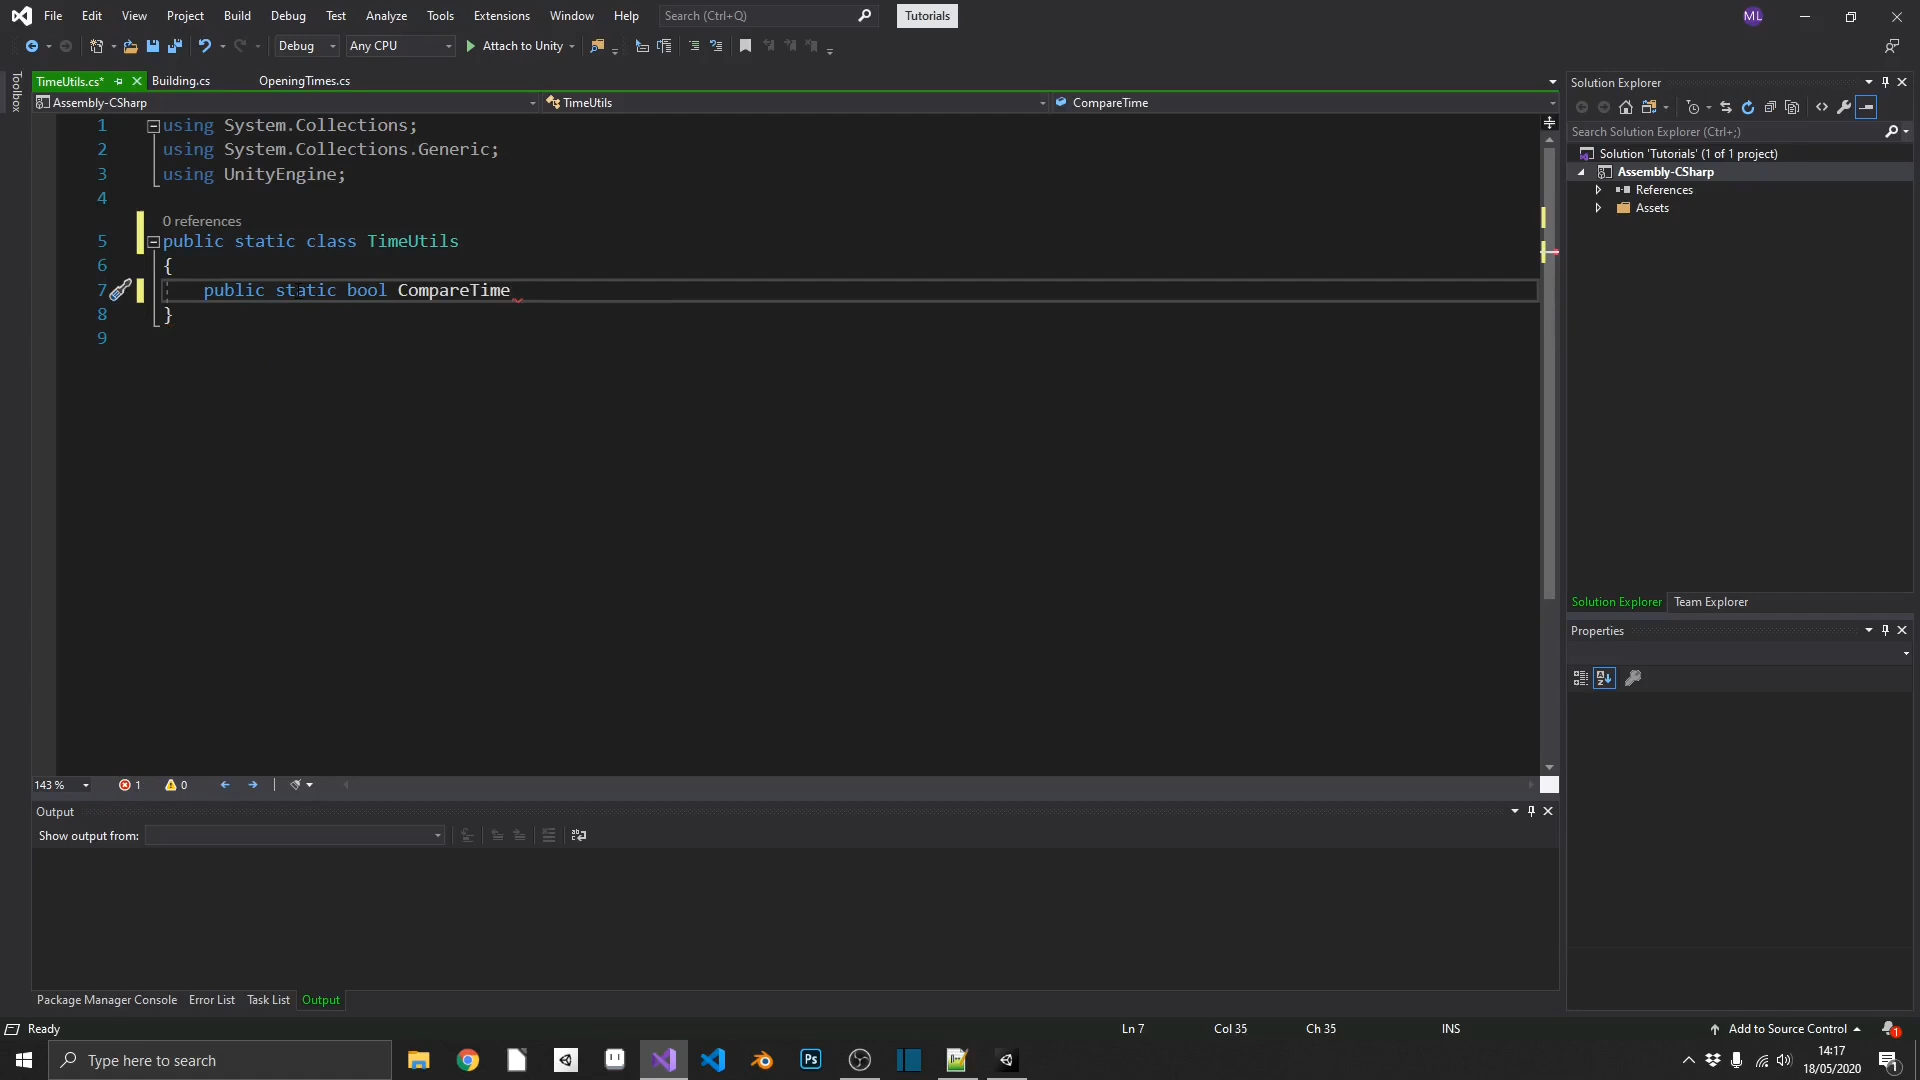 File Edit View Project Build Debug Test Analyze Tools Extensions Window Help Search (Ctrl+Q) Tutorials ML
Debug Any CPU Attach to Unity
Toolbox
TimeUtils.cs* Building.cs OpeningTimes.cs
Assembly-CSharp TimeUtils CompareTime
1 using System.Collections;
2 using System.Collections.Generic;
3 using UnityEngine;
4
0 references
5 public static class TimeUtils
6 {
7 public static bool CompareTime
8 }
9
143 % 1 0
Output
Show output from:
Package Manager Console Error List Task List Output
Solution Explorer
Search Solution Explorer (Ctrl+;)
Solution 'Tutorials' (1 of 1 project)
Assembly-CSharp
References
Assets
Solution Explorer Team Explorer
Properties
Ready Ln 7 Col 35 Ch 35 INS Add to Source Control 1
Type here to search Ps 14:17
18/05/2020 1